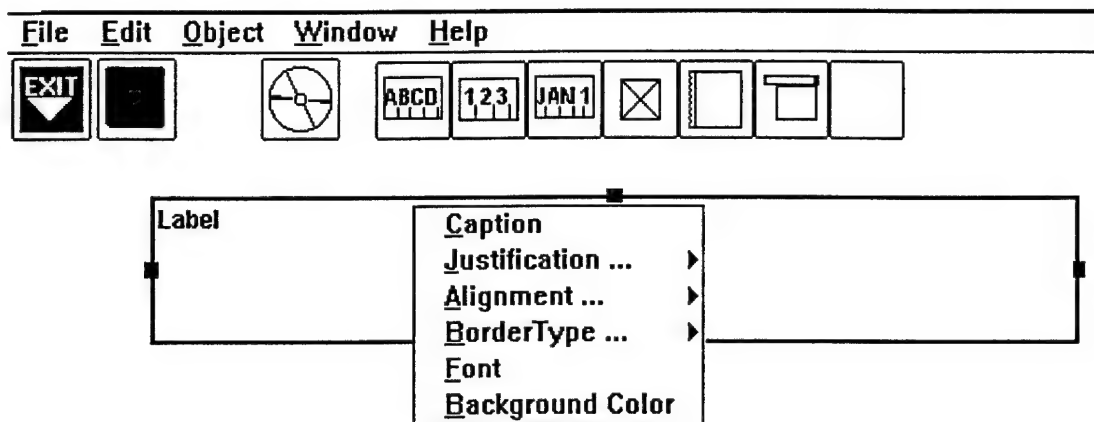 File Edit Object Window Help
EXIT ABCD 123 JAN 1
Label
Caption
Justification ...
Alignment ...
BorderType ...
Font
Background Color